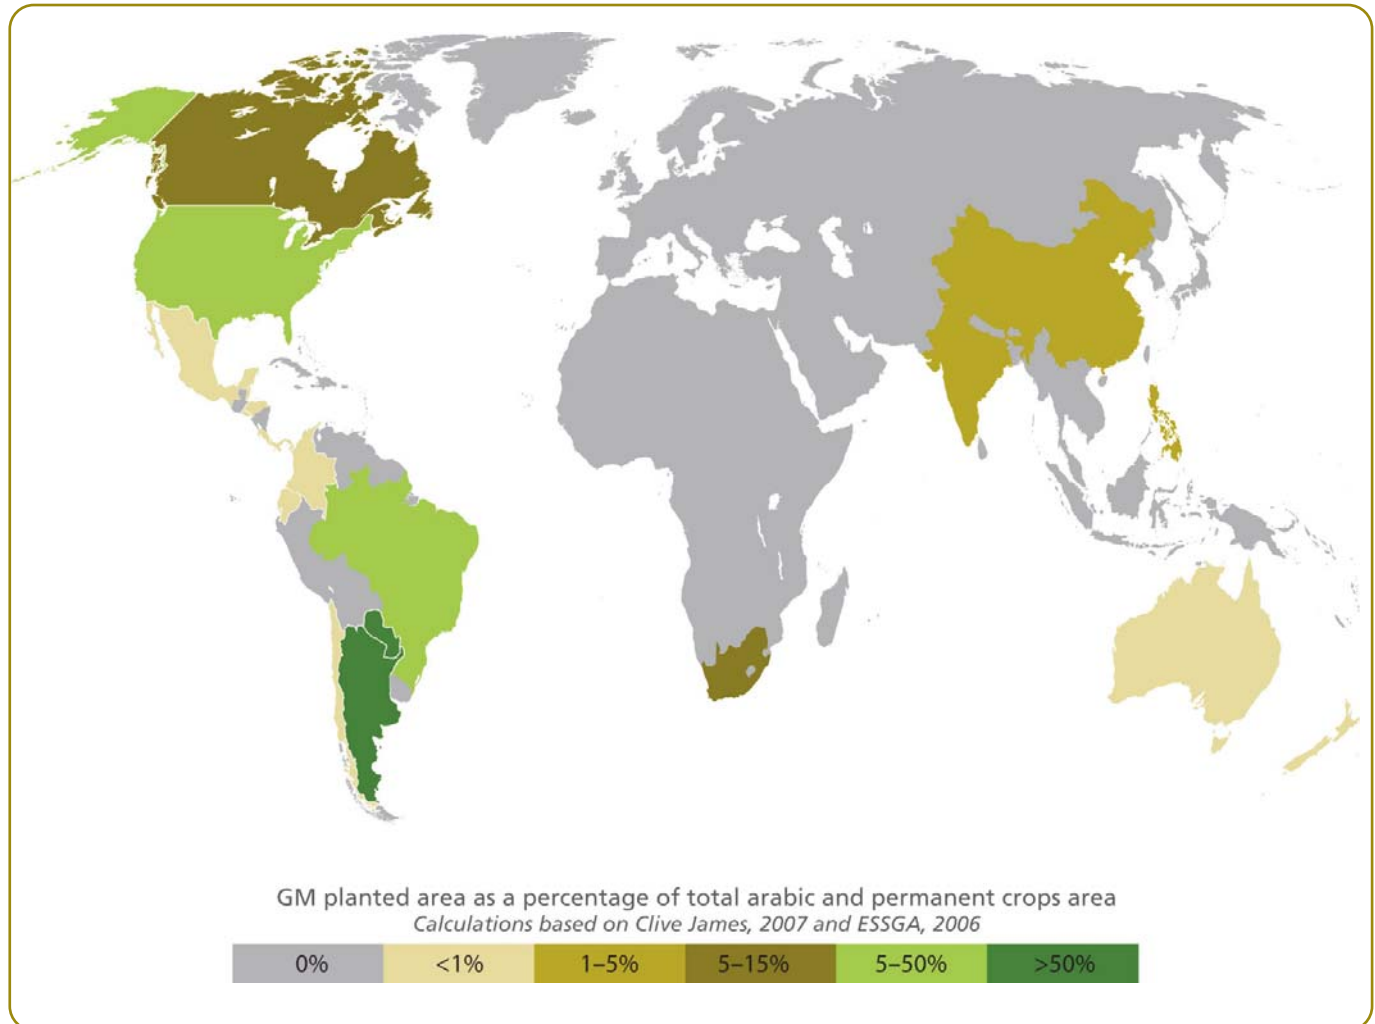 GM planted area as a percentage of total arabic and permanent crops area
Calculations based on Clive James, 2007 and ESSGA, 2006
0% <1% 1–5% 5–15% 5–50% >50%